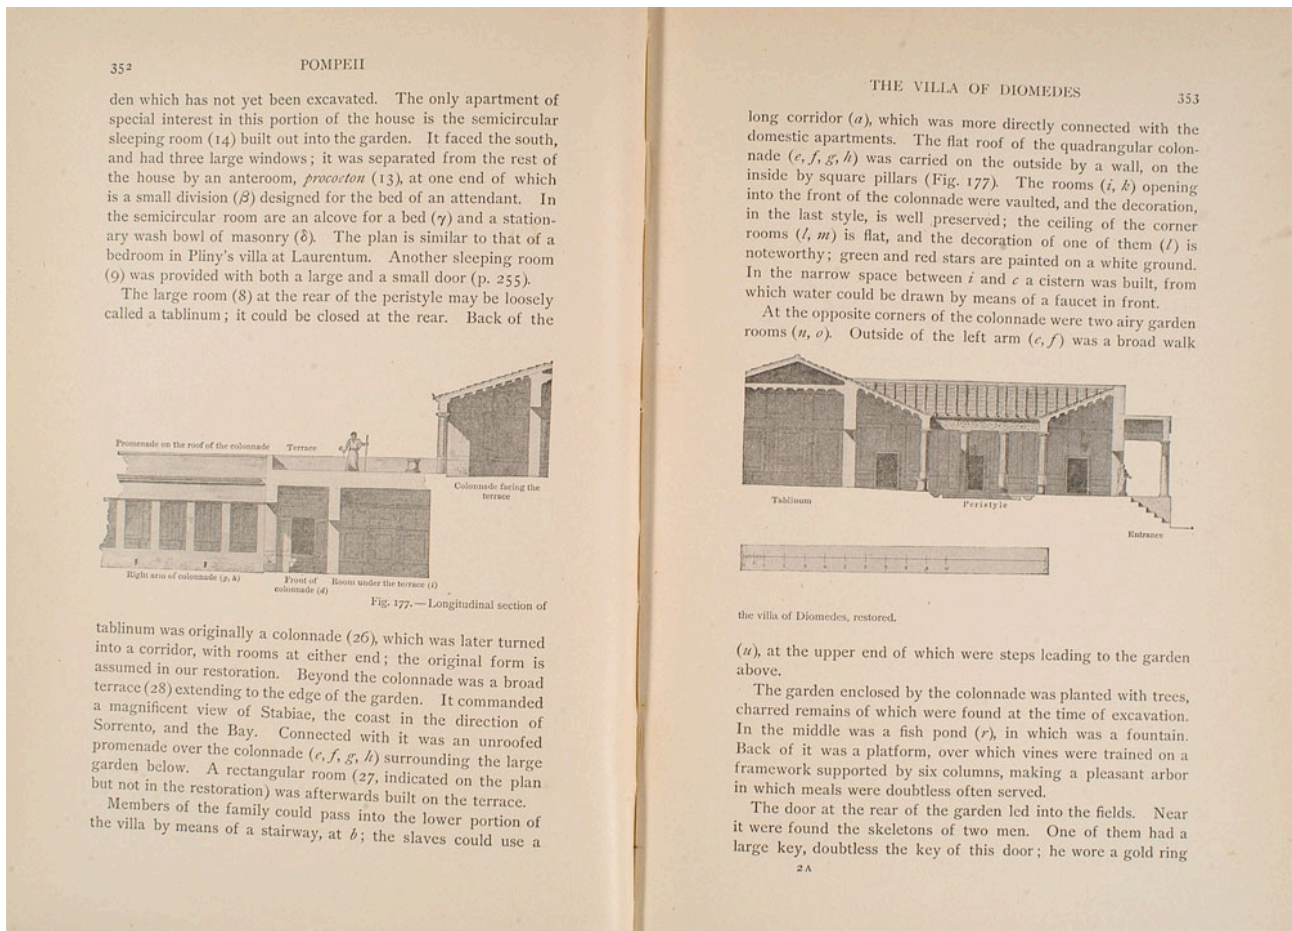 352
POMPEII
den which has not yet been excavated. The only apartment of
special interest in this portion of the house is the semicircular
sleeping room (14) built out into the garden. It faced the south,
and had three large windows; it was separated from the rest of
the house by an anteroom, procoeton (13), at one end of which
is a small division (β) designed for the bed of an attendant. In
the semicircular room are an alcove for a bed (γ) and a station-
ary wash bowl of masonry (δ). The plan is similar to that of a
bedroom in Pliny's villa at Laurentum. Another sleeping room
(9) was provided with both a large and a small door (p. 255).
The large room (8) at the rear of the peristyle may be loosely
called a tablinum; it could be closed at the rear. Back of the
Promenade on the roof of the colonnade
Terrace
Colonnade facing the
terrace
Right arm of colonnade (g, h)
Front of
colonnade (d)
Room under the terrace (i)
Fig. 177.—Longitudinal section of
tablinum was originally a colonnade (26), which was later turned
into a corridor, with rooms at either end; the original form is
assumed in our restoration. Beyond the colonnade was a broad
terrace (28) extending to the edge of the garden. It commanded
a magnificent view of Stabiae, the coast in the direction of
Sorrento, and the Bay. Connected with it was an unroofed
promenade over the colonnade (e, f, g, h) surrounding the large
garden below. A rectangular room (27, indicated on the plan
but not in the restoration) was afterwards built on the terrace.
Members of the family could pass into the lower portion of
the villa by means of a stairway, at b; the slaves could use a
THE VILLA OF DIOMEDES
353
long corridor (a), which was more directly connected with the
domestic apartments. The flat roof of the quadrangular colon-
nade (e, f, g, h) was carried on the outside by a wall, on the
inside by square pillars (Fig. 177). The rooms (i, k) opening
into the front of the colonnade were vaulted, and the decoration,
in the last style, is well preserved; the ceiling of the corner
rooms (l, m) is flat, and the decoration of one of them (l) is
noteworthy; green and red stars are painted on a white ground.
In the narrow space between i and c a cistern was built, from
which water could be drawn by means of a faucet in front.
At the opposite corners of the colonnade were two airy garden
rooms (n, o). Outside of the left arm (e, f) was a broad walk
Tablinum
Peristyle
Entrance
the villa of Diomedes, restored.
(u), at the upper end of which were steps leading to the garden
above.
The garden enclosed by the colonnade was planted with trees,
charred remains of which were found at the time of excavation.
In the middle was a fish pond (r), in which was a fountain.
Back of it was a platform, over which vines were trained on a
framework supported by six columns, making a pleasant arbor
in which meals were doubtless often served.
The door at the rear of the garden led into the fields. Near
it were found the skeletons of two men. One of them had a
large key, doubtless the key of this door; he wore a gold ring
2A